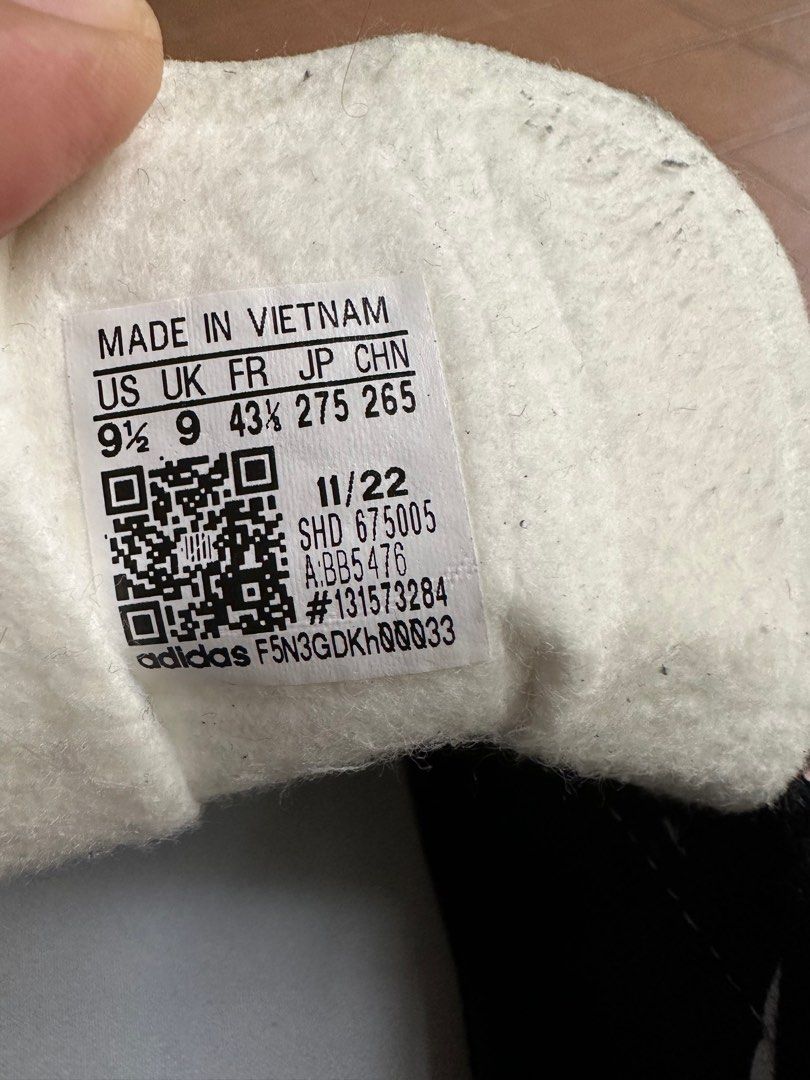 MADE IN VIETNAM
US UK FR JP CHN
9½ 9 43⅓ 275 265
11/22
SHD 675005
A:BB5476
#131573284
adidas F5N3GDKh00033